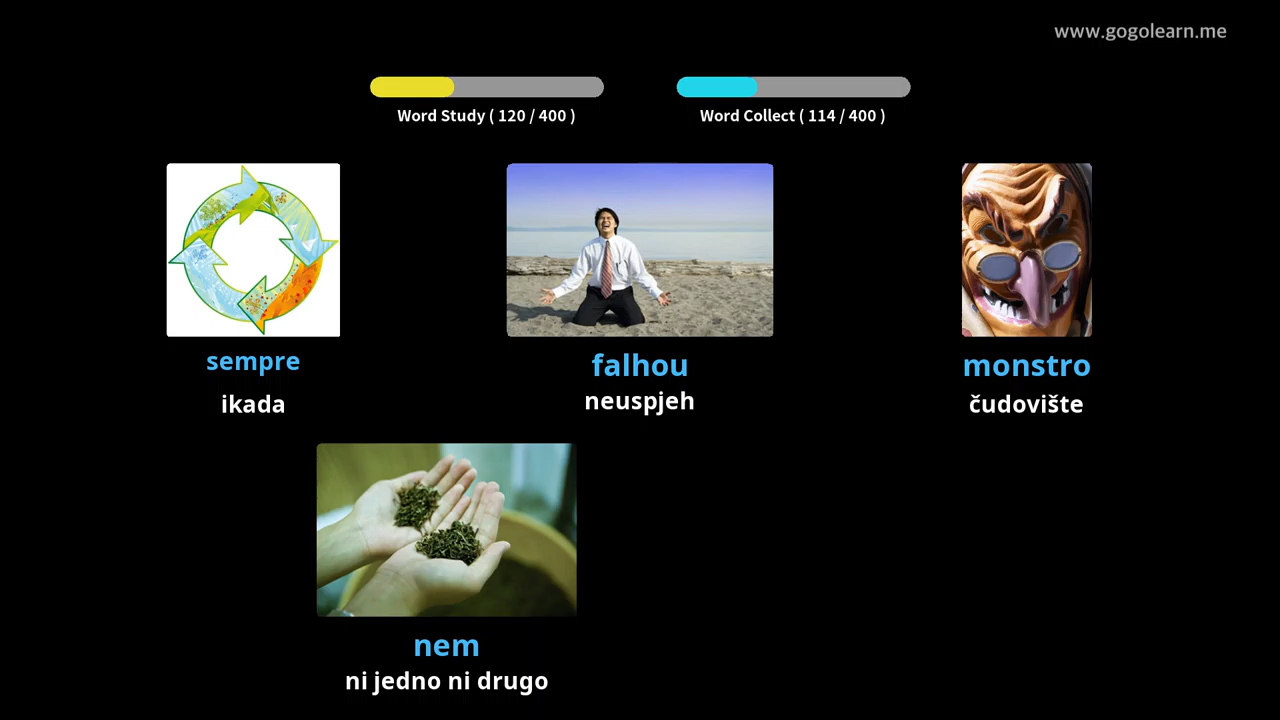 www.gogolearn.me
Word Study ( 120 / 400 )
Word Collect ( 114 / 400 )
sempre
ikada
falhou
neuspjeh
monstro
čudovište
nem
ni jedno ni drugo